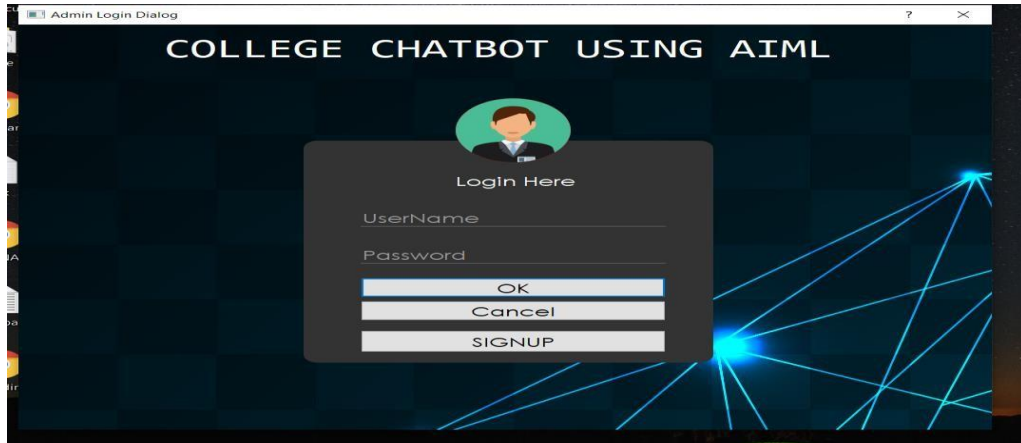 Admin Login Dialog
?
COLLEGE CHATBOT USING AIML
Login Here
UserName
Password
OK
Cancel
SIGNUP